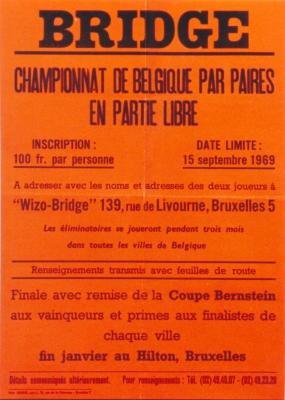 BRIDGE
CHAMPIONNAT DE BELGIQUE PAR PAIRES
EN PARTIE LIBRE
INSCRIPTION :
100 fr. par personne
DATE LIMITE :
15 septembre 1969
A adresser avec les noms et adresses des deux joueurs à
"Wizo-Bridge" 139, rue de Livourne, Bruxelles 5
Les éliminatoires se joueront pendant trois mois
dans toutes les villes de Belgique
Renseignements transmis avec feuilles de route
Finale avec remise de la Coupe Bernstein
aux vainqueurs et primes aux finalistes de
chaque ville
fin janvier au Hilton, Bruxelles
Détails communiqués ultérieurement. Pour renseignements : Tél. (02) 49.40.07 - (02) 49.23.29